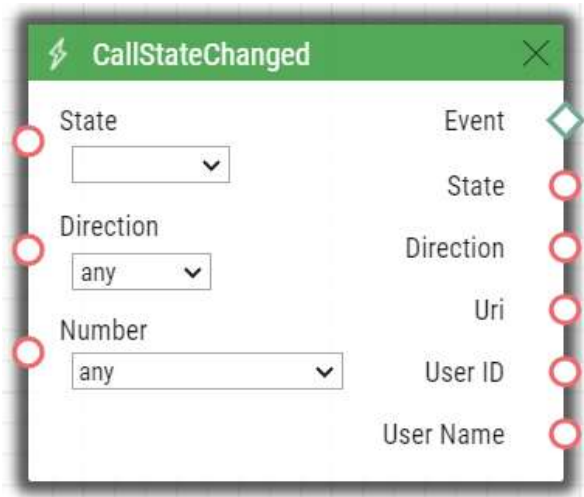 CallStateChanged
State
Event
State
Direction
Direction
any
Uri
Number
any
User ID
User Name